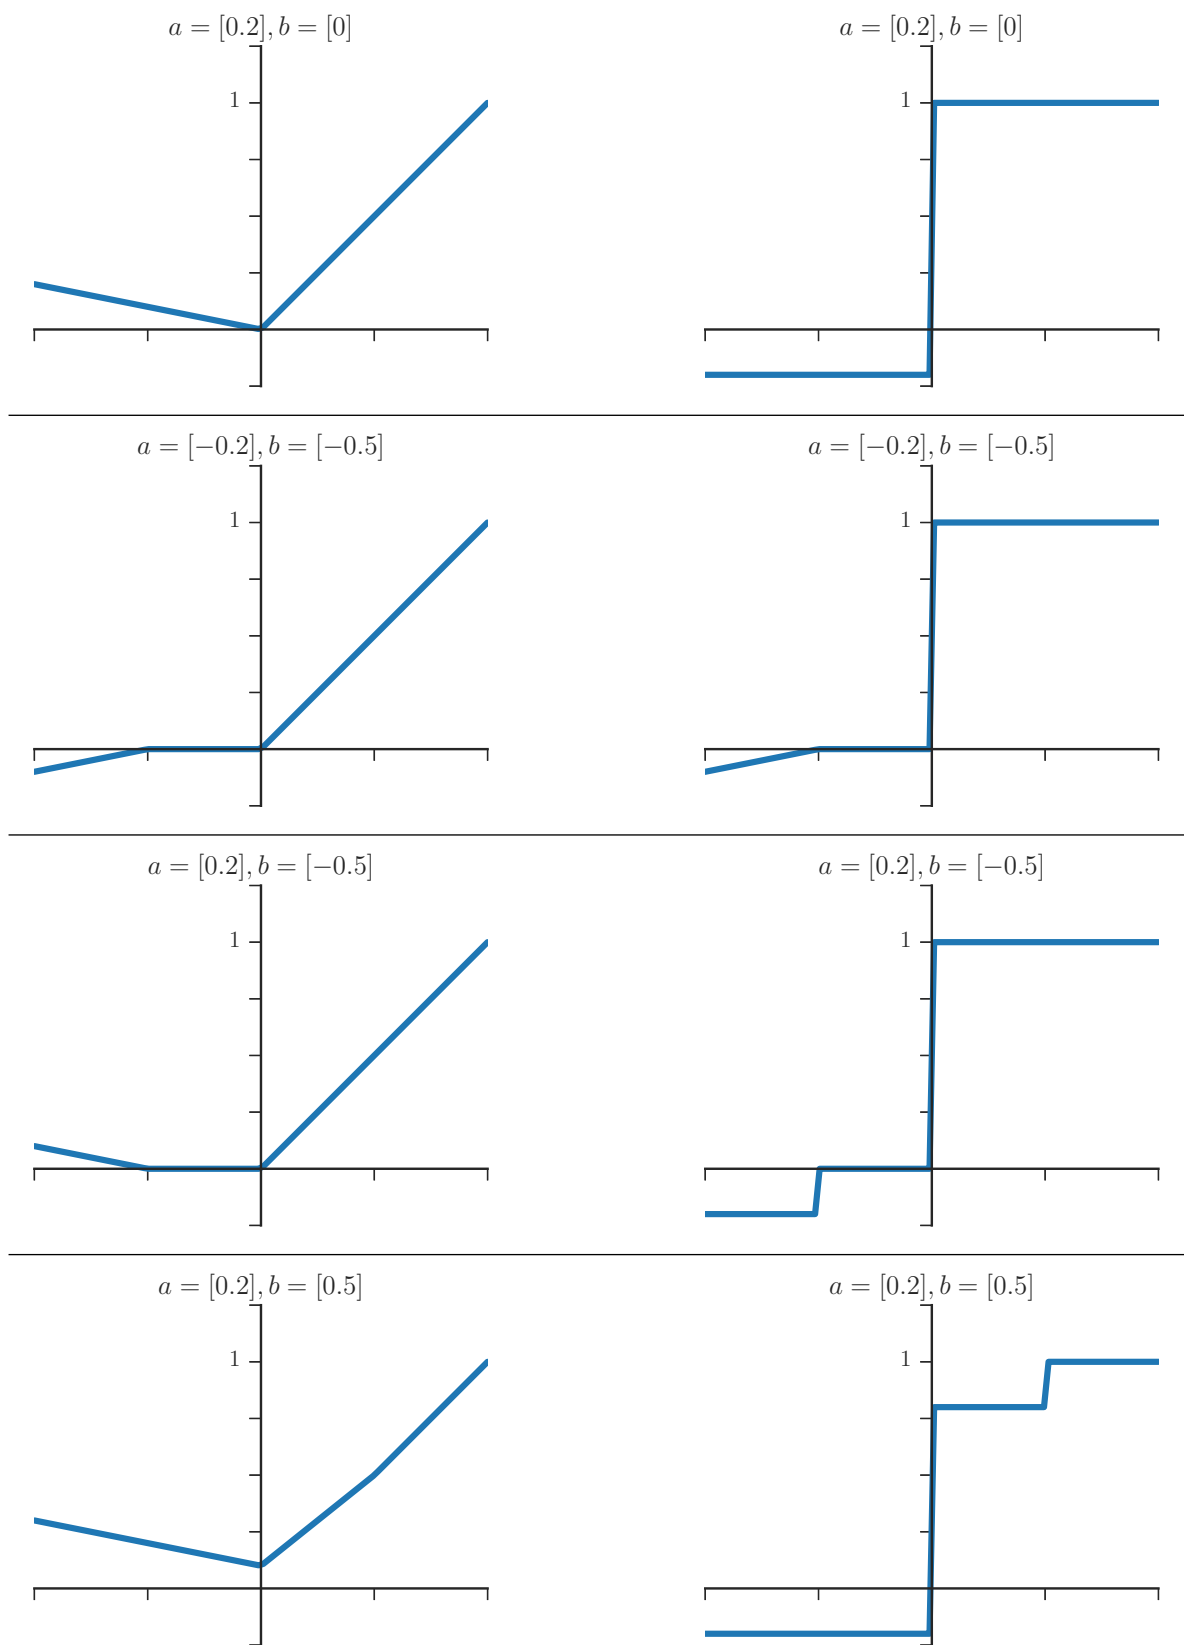 a = [0.2], b = [0]
a = [0.2], b = [0]
1
1
a = [−0.2], b = [−0.5]
a = [−0.2], b = [−0.5]
1
1
a = [0.2], b = [−0.5]
a = [0.2], b = [−0.5]
1
1
a = [0.2], b = [0.5]
a = [0.2], b = [0.5]
1
1